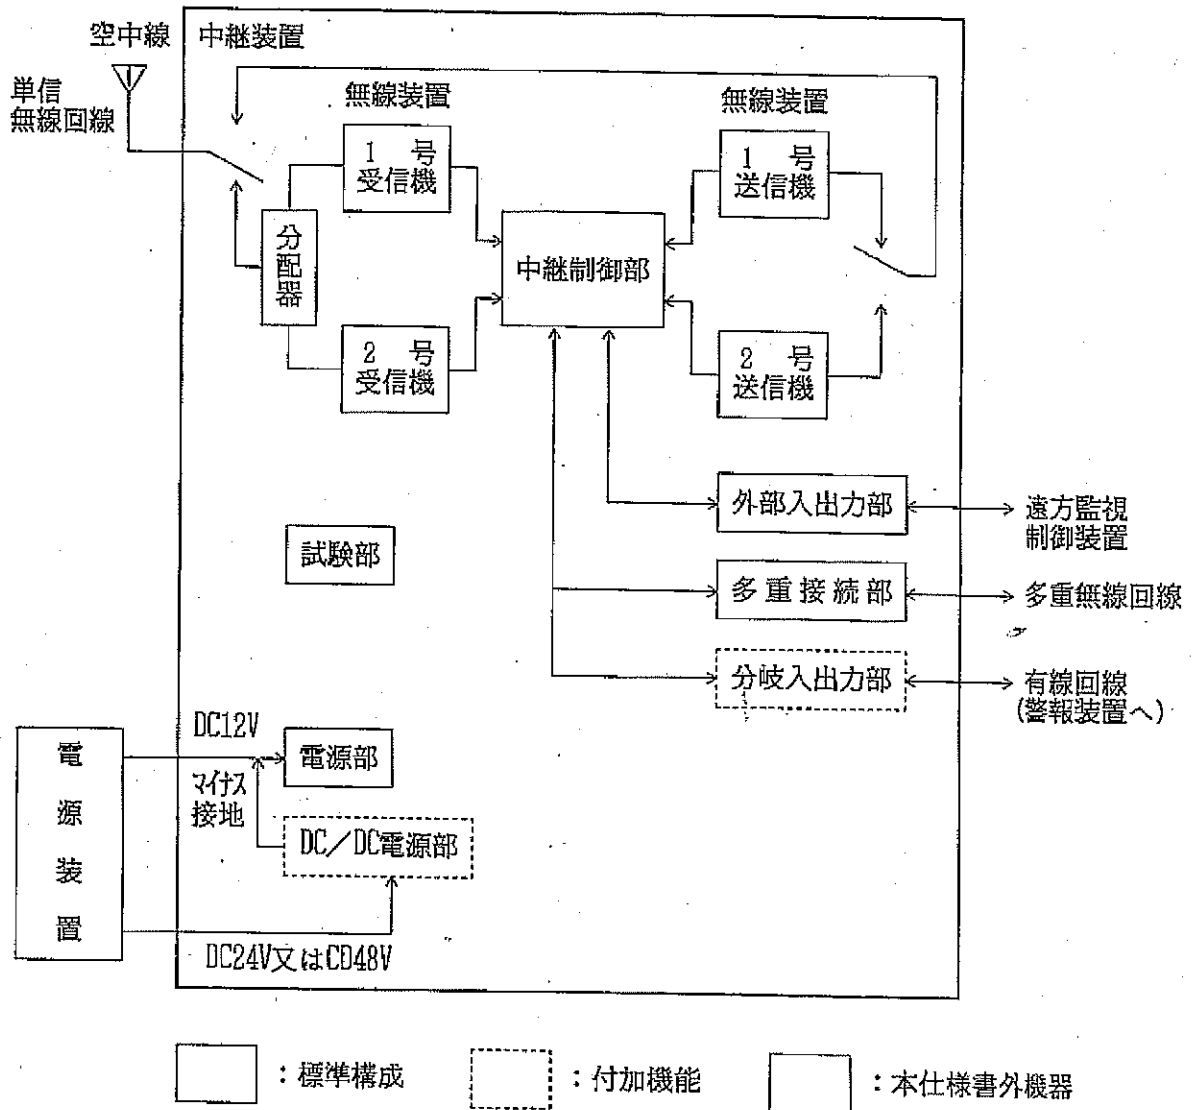 空中線
中継装置
単信
無線回線
無線装置
無線装置
1 号
受信機
1 号
送信機
分配器
中継制御部
2 号
受信機
2 号
送信機
外部入出力部
遠方監視
制御装置
試験部
多重接続部
多重無線回線
分岐入出力部
有線回線
(警報装置へ)
DC12V
電源装置
電源部
マイナス
接地
DC/DC電源部
DC24V又はCD48V
:標準構成
:付加機能
:本仕様書外機器